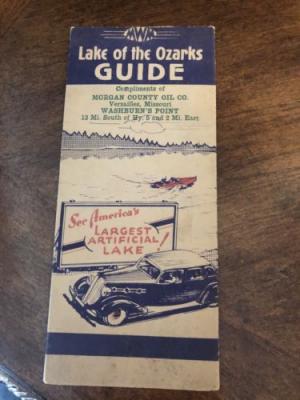 MWM
Lake of the Ozarks
GUIDE
Compliments of
MORGAN COUNTY OIL CO.
Versailles, Missouri
WASHBURN'S POINT
13 Mi. South of Hy. 5 and 2 Mi. East
See America's
LARGEST
ARTIFICIAL
LAKE!